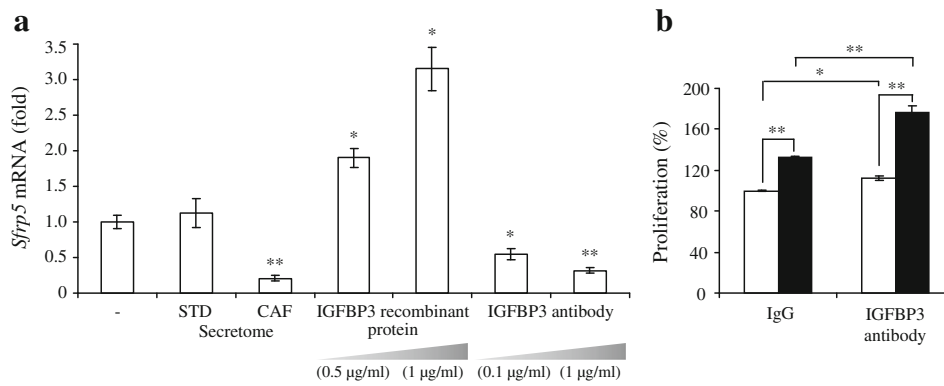 a
Sfrp5 mRNA (fold)
3.5
3.0
2.5
2.0
1.5
1.0
0.5
0
**
*
*
*
**
-
STD
CAF
Secretome
IGFBP3 recombinant
protein
IGFBP3 antibody
(0.5 µg/ml)
(1 µg/ml)
(0.1 µg/ml)
(1 µg/ml)
b
Proliferation (%)
200
160
120
80
40
**
*
**
**
IgG
IGFBP3
antibody